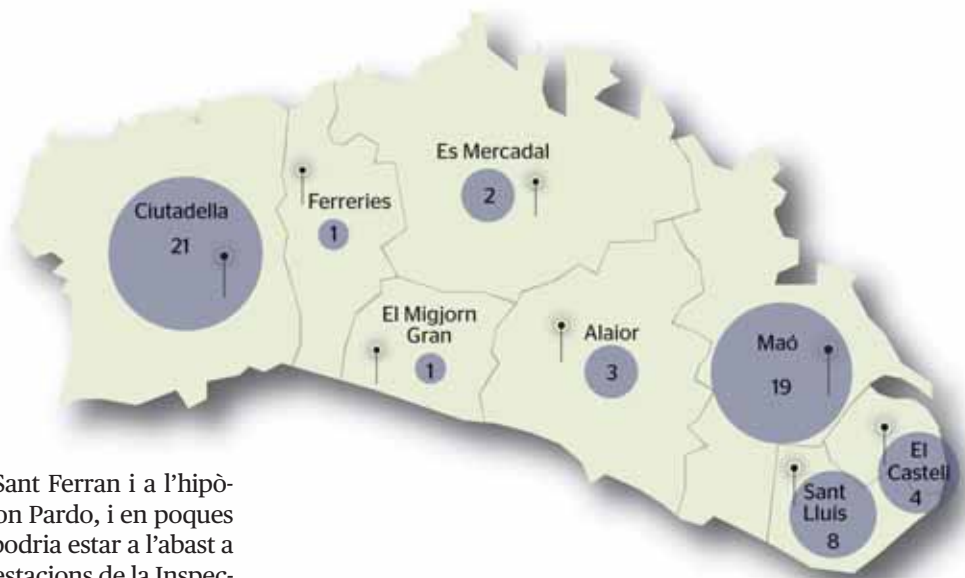 Es Mercadal
2
Ciutadella
21
Ferreries
1
El Migjorn
Gran
1
Alaior
3
Maó
19
El
Castell
4
Sant
Lluís
8
Sant Ferran i a l'hipò-
on Pardo, i en poques
podria estar a l'abast a
estacions de la Inspec-